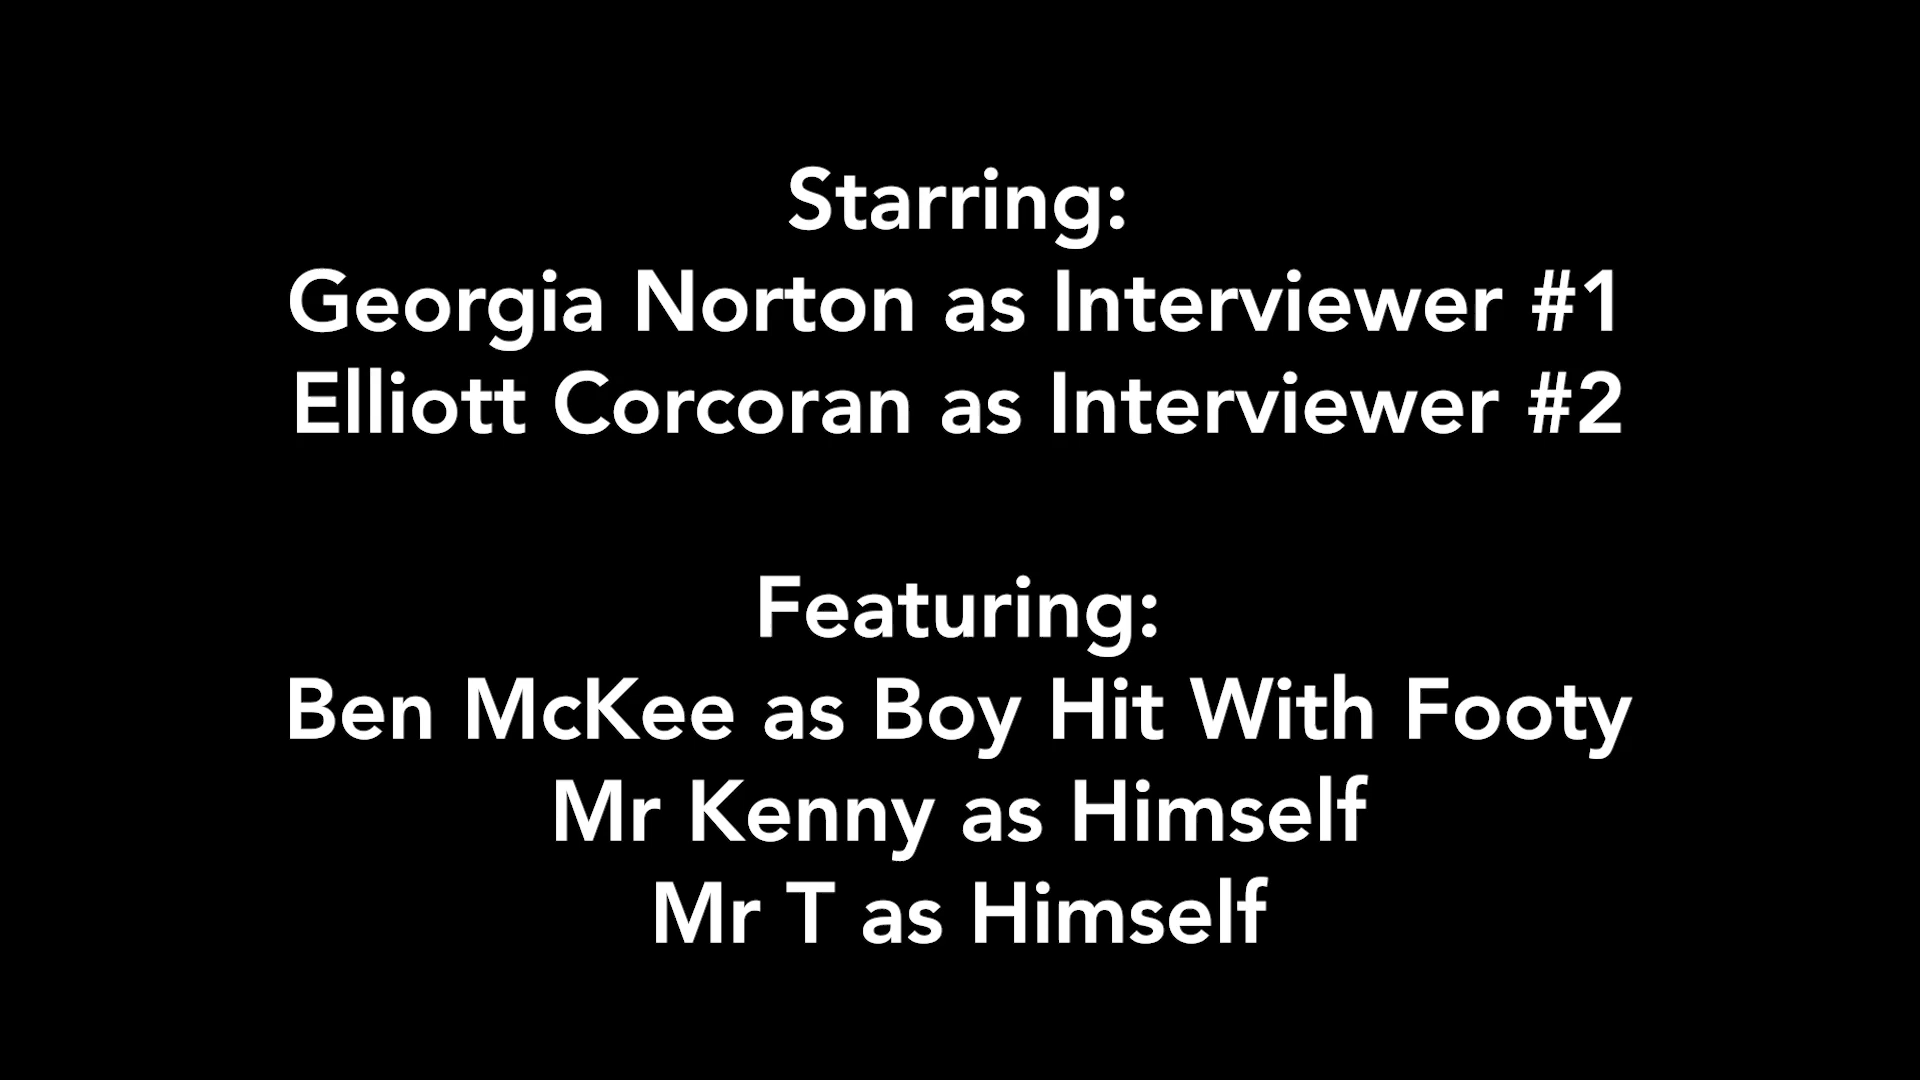 Starring:
Georgia Norton as Interviewer #1
Elliott Corcoran as Interviewer #2
Featuring:
Ben McKee as Boy Hit With Footy
Mr Kenny as Himself
Mr T as Himself